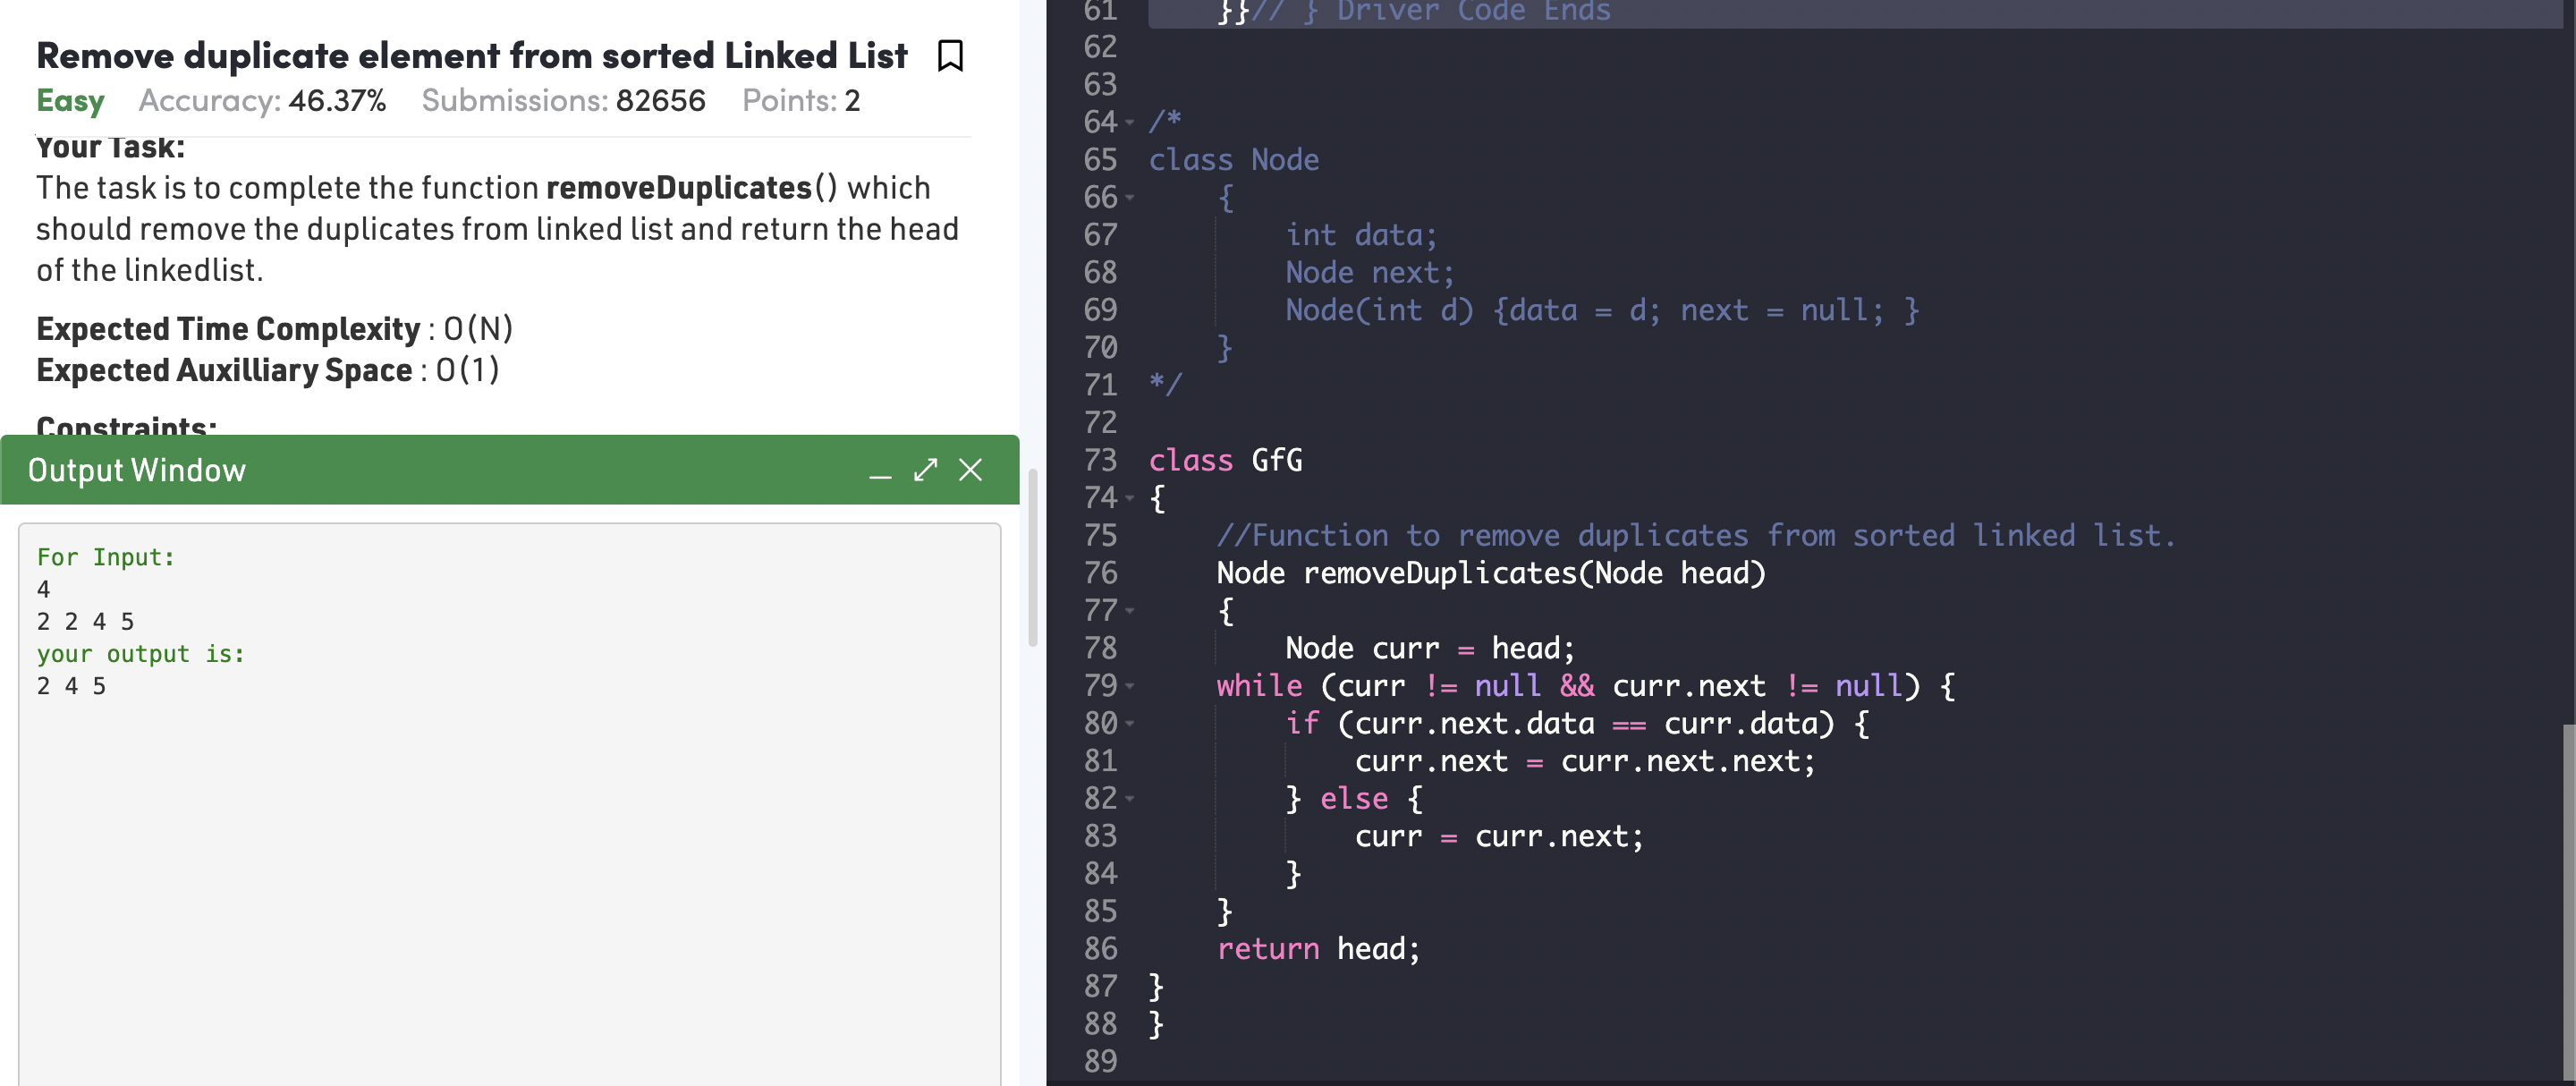 Remove duplicate element from sorted Linked List
Easy Accuracy: 46.37% Submissions: 82656 Points: 2
Your Task:
The task is to complete the function removeDuplicates() which
should remove the duplicates from linked list and return the head
of the linkedlist.
Expected Time Complexity : O(N)
Expected Auxilliary Space : O(1)
Constraints:
Output Window
For Input:
4
2 2 4 5
your output is:
2 4 5
61 }}// } Driver Code Ends
62
63
64 /*
65 class Node
66 {
67 int data;
68 Node next;
69 Node(int d) {data = d; next = null; }
70 }
71 */
72
73 class GfG
74 {
75 //Function to remove duplicates from sorted linked list.
76 Node removeDuplicates(Node head)
77 {
78 Node curr = head;
79 while (curr != null && curr.next != null) {
80 if (curr.next.data == curr.data) {
81 curr.next = curr.next.next;
82 } else {
83 curr = curr.next;
84 }
85 }
86 return head;
87 }
88 }
89